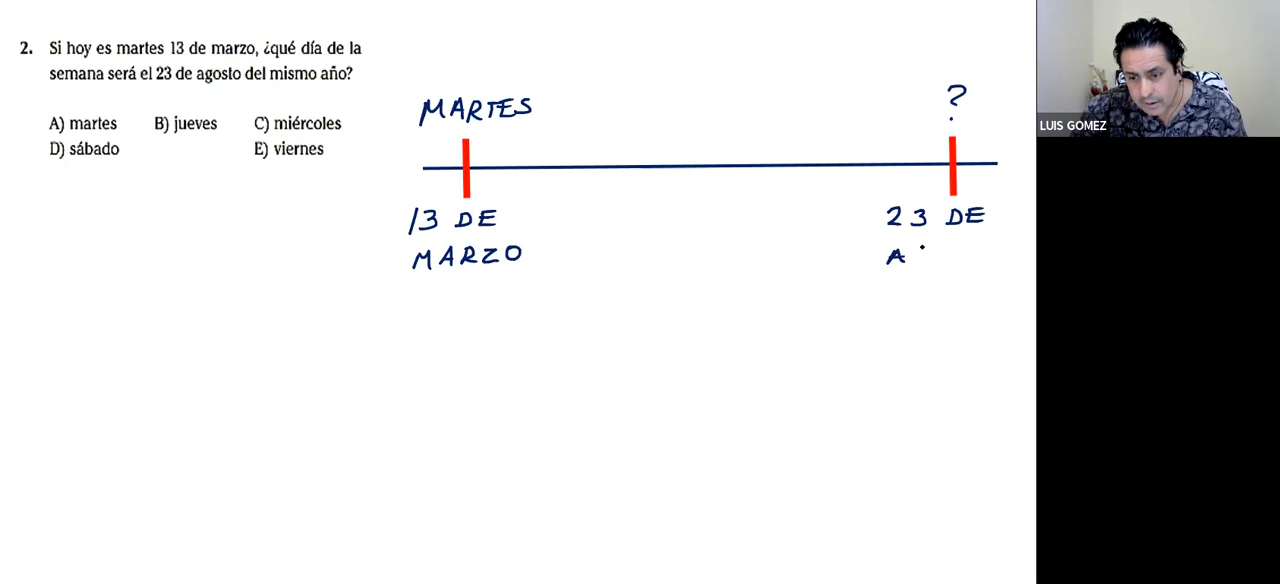 2. Si hoy es martes 13 de marzo, ¿qué día de la
semana será el 23 de agosto del mismo año?
A) martes B) jueves C) miércoles
D) sábado E) viernes
MARTES
?
13 DE
MARZO
23 DE
A
LUIS GOMEZ